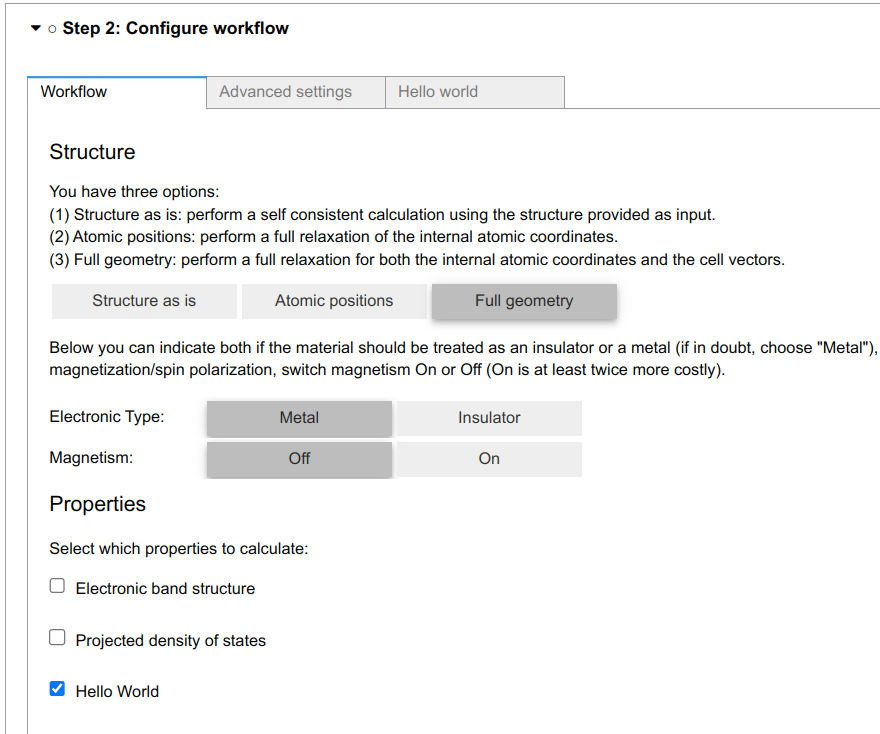 Step 2: Configure workflow
Workflow
Advanced settings
Hello world
Structure
You have three options:
(1) Structure as is: perform a self consistent calculation using the structure provided as input.
(2) Atomic positions: perform a full relaxation of the internal atomic coordinates.
(3) Full geometry: perform a full relaxation for both the internal atomic coordinates and the cell vectors.
Structure as is
Atomic positions
Full geometry
Below you can indicate both if the material should be treated as an insulator or a metal (if in doubt, choose "Metal"),
magnetization/spin polarization, switch magnetism On or Off (On is at least twice more costly).
Electronic Type:
Metal
Insulator
Magnetism:
Off
On
Properties
Select which properties to calculate:
Electronic band structure
Projected density of states
Hello World